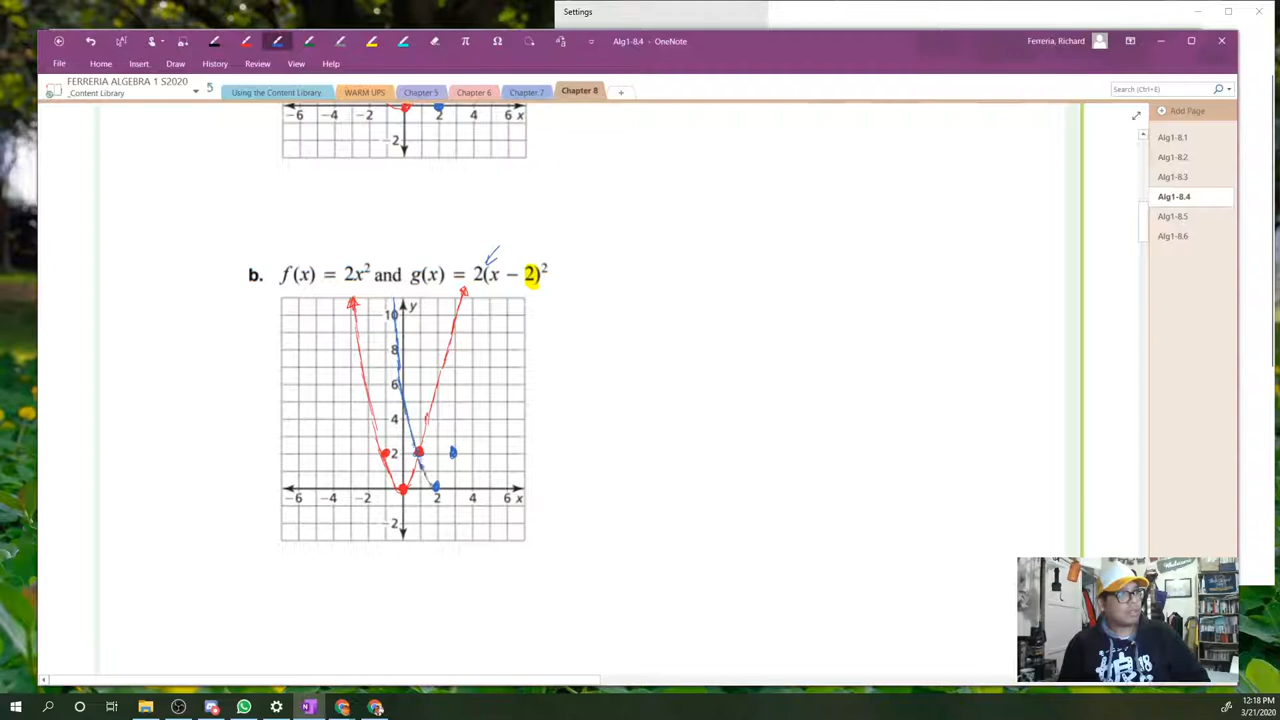 Settings
Alg1-8.4 - OneNote
Ferreria, Richard
File Home Insert Draw History Review View Help
FERRERIA ALGEBRA 1 S2020
_Content Library
5
Using the Content Library WARM UPS Chapter 5 Chapter 6 Chapter 7 Chapter 8 +
Search (Ctrl+E)
Add Page
Alg1-8.1
Alg1-8.2
Alg1-8.3
Alg1-8.4
Alg1-8.5
Alg1-8.6
-6 -4 -2 2 4 6 x
-2
b. f(x) = 2x² and g(x) = 2(x − 2)²
y
10
8
6
4
2
-6 -4 -2 2 4 6 x
-2
12:18 PM
3/21/2020